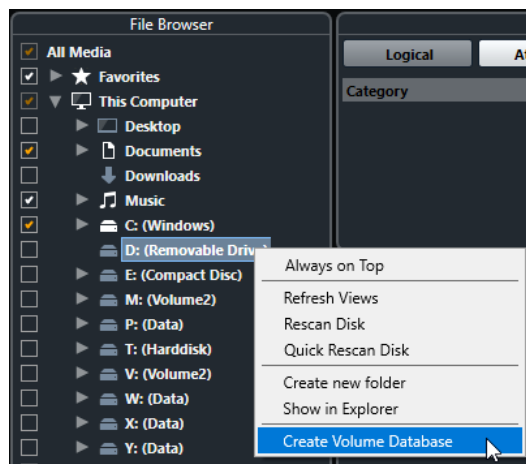 File Browser
All Media
Favorites
This Computer
Desktop
Documents
Downloads
Music
C: (Windows)
D: (Removable Drive)
E: (Compact Disc)
M: (Volume2)
P: (Data)
T: (Harddisk)
V: (Volume2)
W: (Data)
X: (Data)
Y: (Data)
Logical
Category
Always on Top
Refresh Views
Rescan Disk
Quick Rescan Disk
Create new folder
Show in Explorer
Create Volume Database